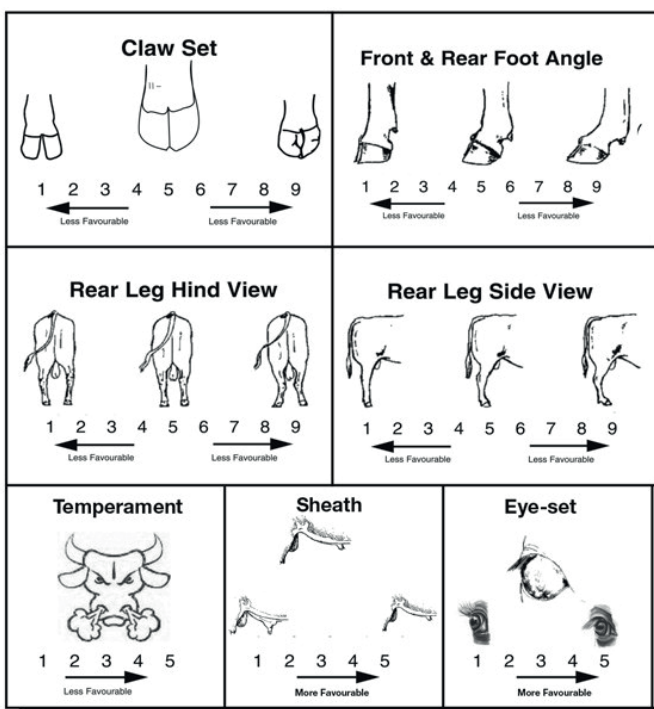 Claw Set
1 2 3 4 5 6 7 8 9
Less Favourable Less Favourable
Front & Rear Foot Angle
1 2 3 4 5 6 7 8 9
Less Favourable Less Favourable
Rear Leg Hind View
1 2 3 4 5 6 7 8 9
Less Favourable Less Favourable
Rear Leg Side View
1 2 3 4 5 6 7 8 9
Less Favourable Less Favourable
Temperament
1 2 3 4 5
Less Favourable
Sheath
1 2 3 4 5
More Favourable
Eye-set
1 2 3 4 5
More Favourable